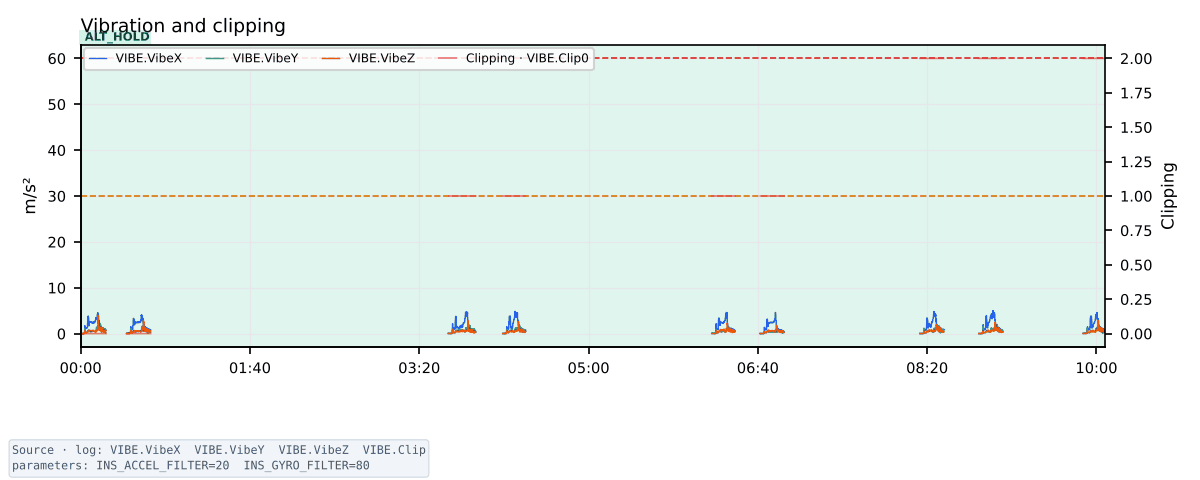 Vibration and clipping
ALT_HOLD
VIBE.VibeX VIBE.VibeY VIBE.VibeZ Clipping · VIBE.Clip0
60
50
40
30
20
10
0
m/s²
2.00
1.75
1.50
1.25
1.00
0.75
0.50
0.25
0.00
Clipping
00:00 01:40 03:20 05:00 06:40 08:20 10:00
Source · log: VIBE.VibeX VIBE.VibeY VIBE.VibeZ VIBE.Clip
parameters: INS_ACCEL_FILTER=20 INS_GYRO_FILTER=80